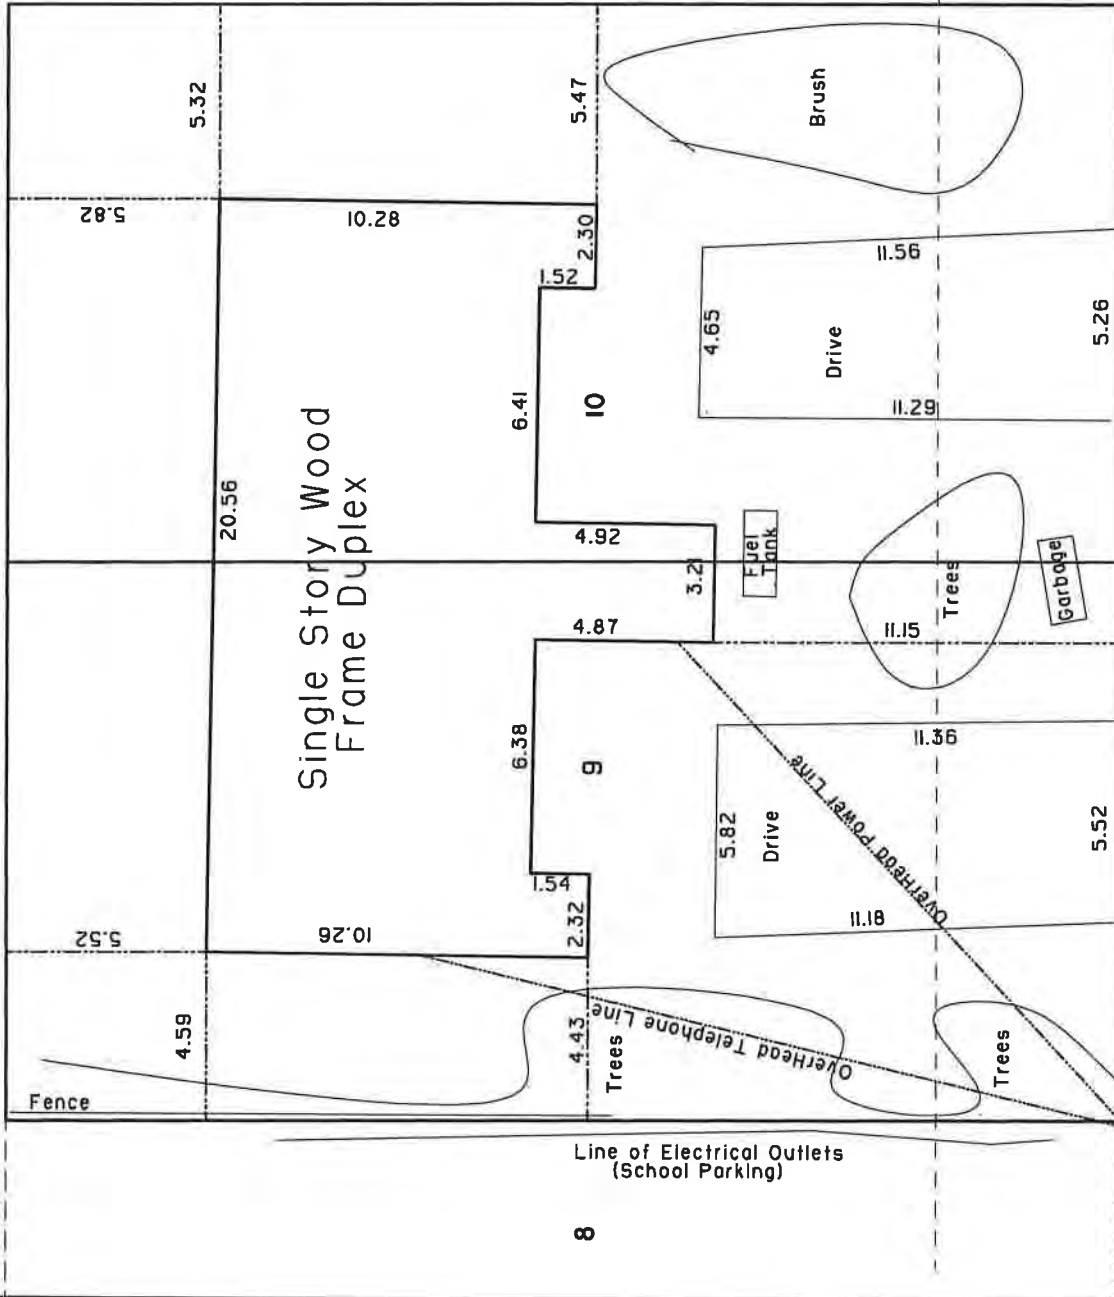 5.32
5.47
Brush
5.82
10.28
2.30
1.52
11.56
4.65
Drive
5.26
6.41
10
11.29
20.56
Single Story Wood
Frame Duplex
4.92
3.21
Fuel
Tank
Trees
Garbage
4.87
11.15
6.38
9
11.36
5.82
Drive
5.52
OverHead Power Line
1.54
2.32
11.18
5.52
10.26
4.59
4.43
Trees
OverHead Telephone Line
Trees
Fence
Line of Electrical Outlets
(School Parking)
8